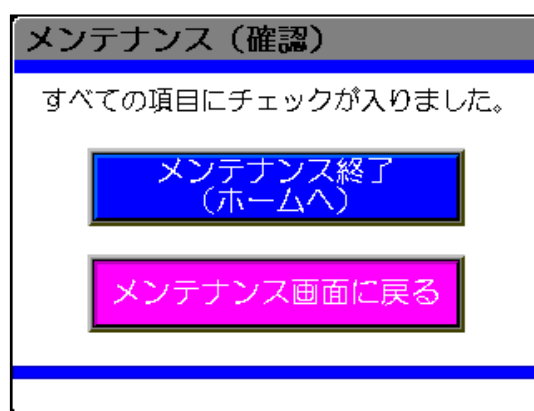 メンテナンス（確認）
すべての項目にチェックが入りました。
メンテナンス終了
（ホームへ）
メンテナンス画面に戻る